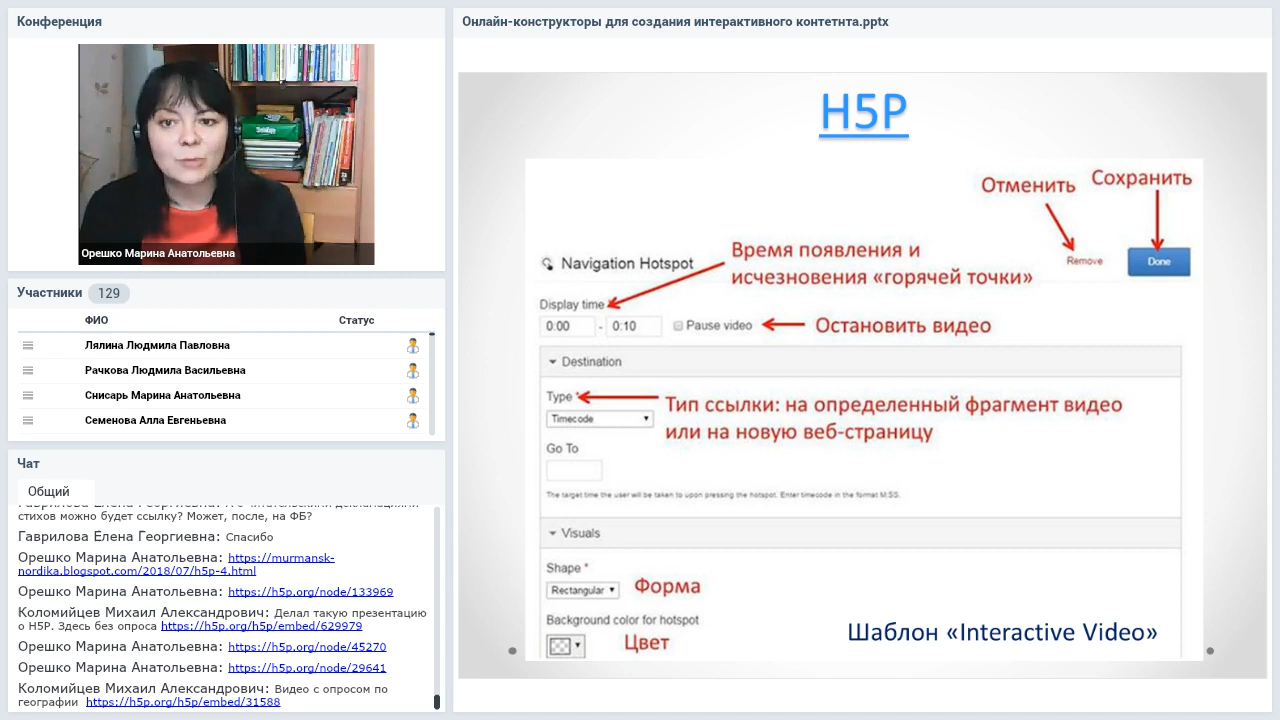 Конференция
Орешко Марина Анатольевна
Участники 129
ФИО Статус
Лялина Людмила Павловна
Рачкова Людмила Васильевна
Снисарь Марина Анатольевна
Семенова Алла Евгеньевна
Чат
Общий
стихов можно будет ссылку? Может, после, на ФБ?
Гаврилова Елена Георгиевна: Спасибо
Орешко Марина Анатольевна: https://murmansk-
nordika.blogspot.com/2018/07/h5p-4.html
Орешко Марина Анатольевна: https://h5p.org/node/133969
Коломийцев Михаил Александрович: Делал такую презентацию
о H5P. Здесь без опроса https://h5p.org/h5p/embed/629979
Орешко Марина Анатольевна: https://h5p.org/node/45270
Орешко Марина Анатольевна: https://h5p.org/node/29641
Коломийцев Михаил Александрович: Видео с опросом по
географии https://h5p.org/h5p/embed/31588
Онлайн-конструкторы для создания интерактивного контетнта.pptx
H5P
Отменить Сохранить
Время появления и
исчезновения «горячей точки»
Navigation Hotspot Remove Done
Display time *
0:00 - 0:10 Pause video Остановить видео
Destination
Type *
Тип ссылки: на определенный фрагмент видео
или на новую веб-страницу
Timecode
Go To
The target time the user will be taken to upon pressing the hotspot. Enter timecode in the format M:SS.
Visuals
Shape *
Rectangular Форма
Background color for hotspot
Цвет
Шаблон «Interactive Video»